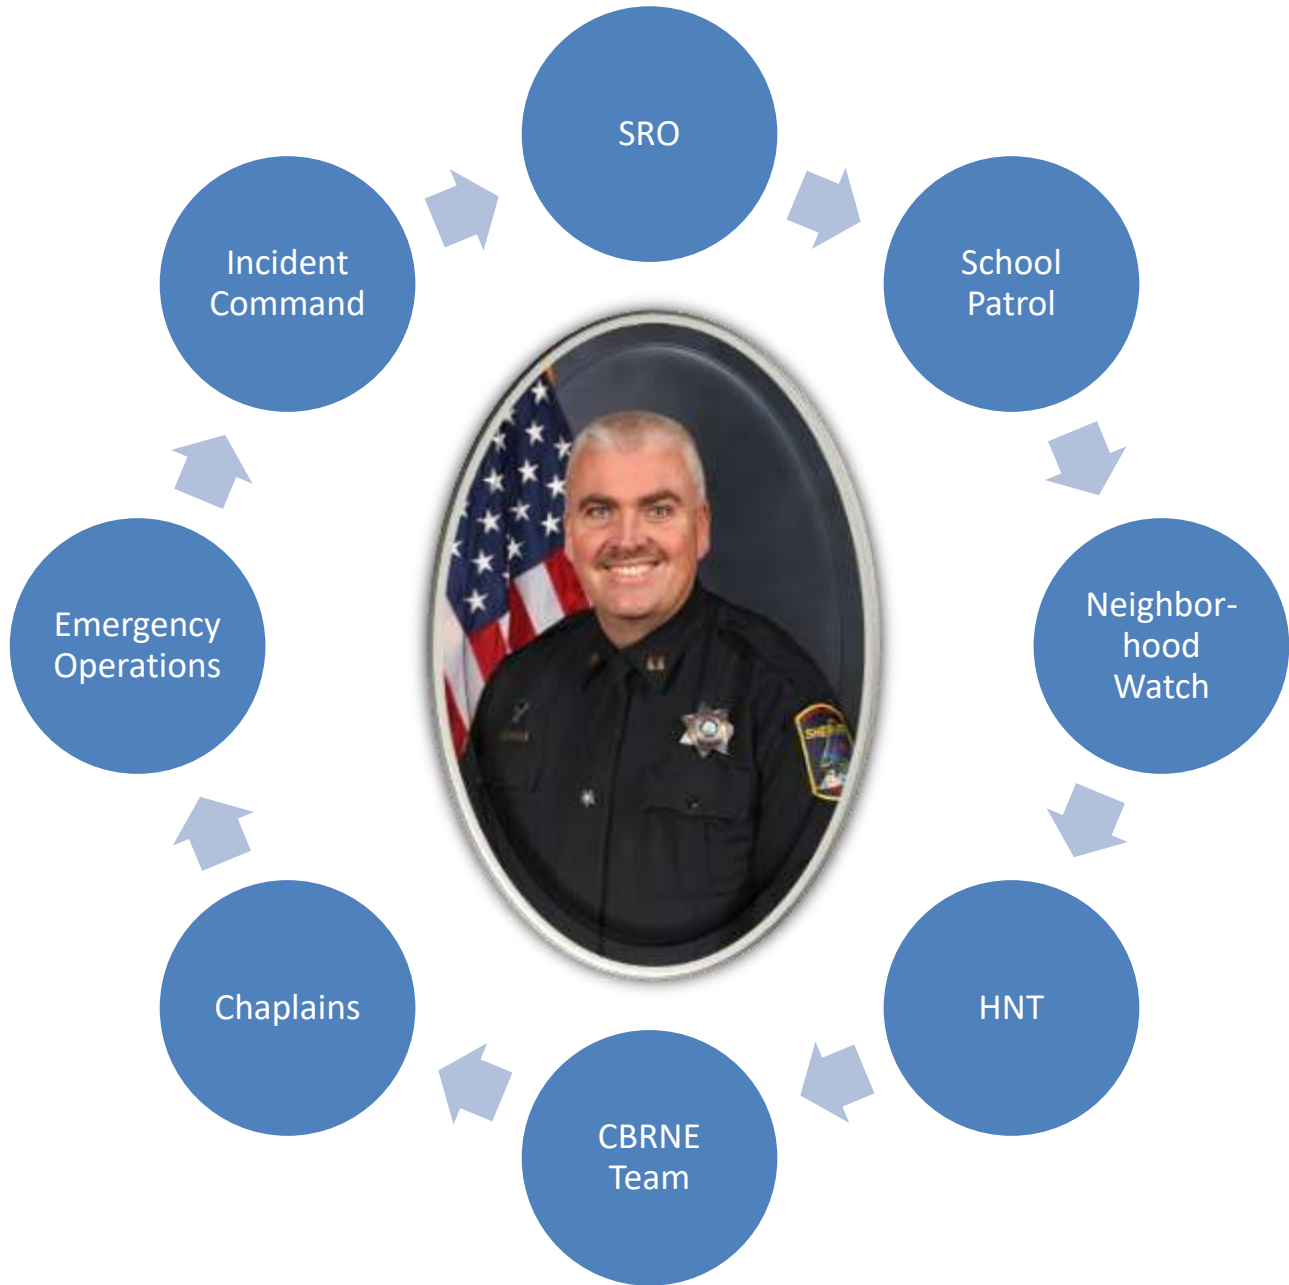 SRO
School
Patrol
Neighbor-
hood
Watch
HNT
CBRNE
Team
Chaplains
Emergency
Operations
Incident
Command